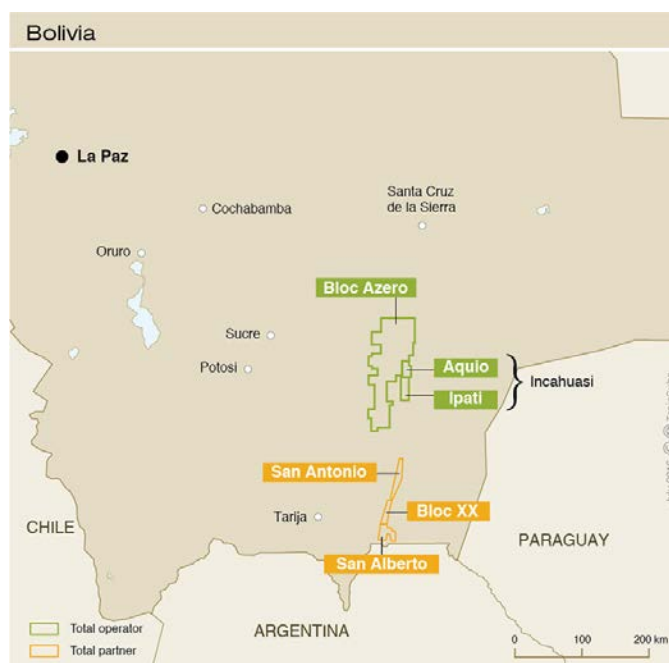 Bolivia
La Paz
Cochabamba
Santa Cruz
de la Sierra
Oruro
Bloc Azero
Sucre
Potosi
Aquio
Ipati
Incahuasi
San Antonio
Bloc XX
Tarija
San Alberto
CHILE
PARAGUAY
ARGENTINA
Total operator
Total partner
0 100 200 km